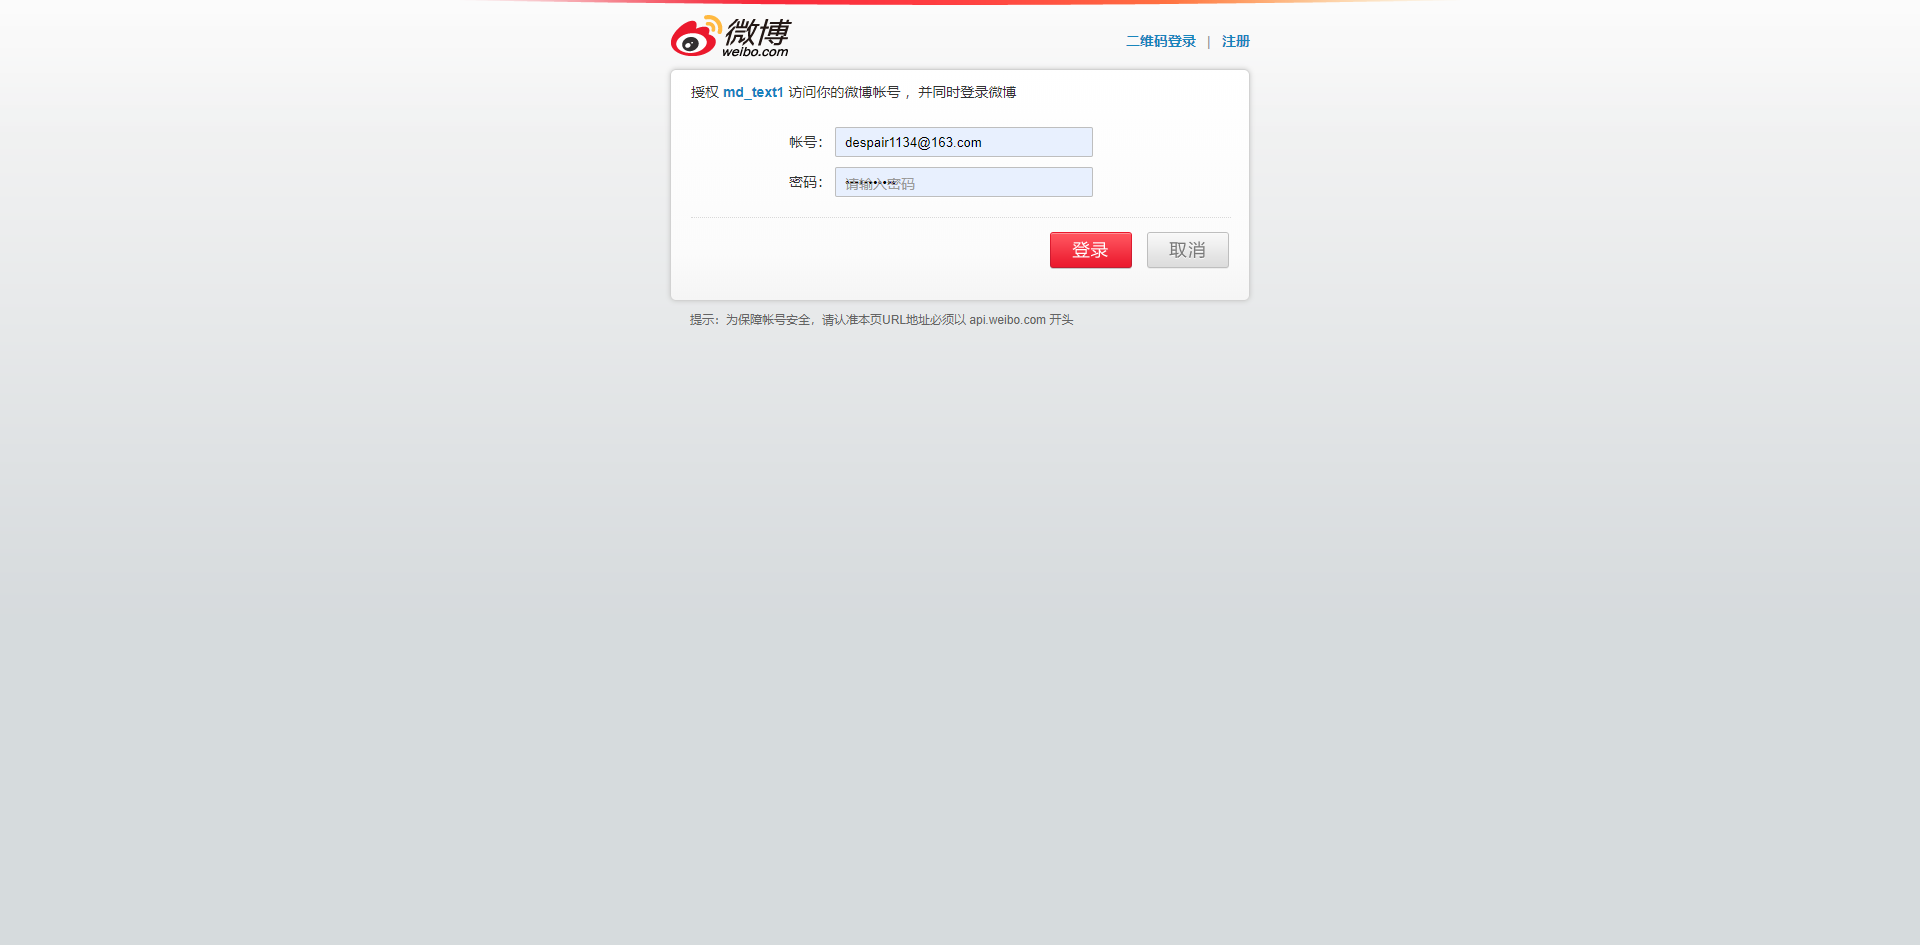 微博
weibo.com
二维码登录 | 注册
授权 md_text1 访问你的微博帐号 ，并同时登录微博
帐号： despair1134@163.com
密码： 请输入密码
登录 取消
提示：为保障帐号安全，请认准本页URL地址必须以 api.weibo.com 开头